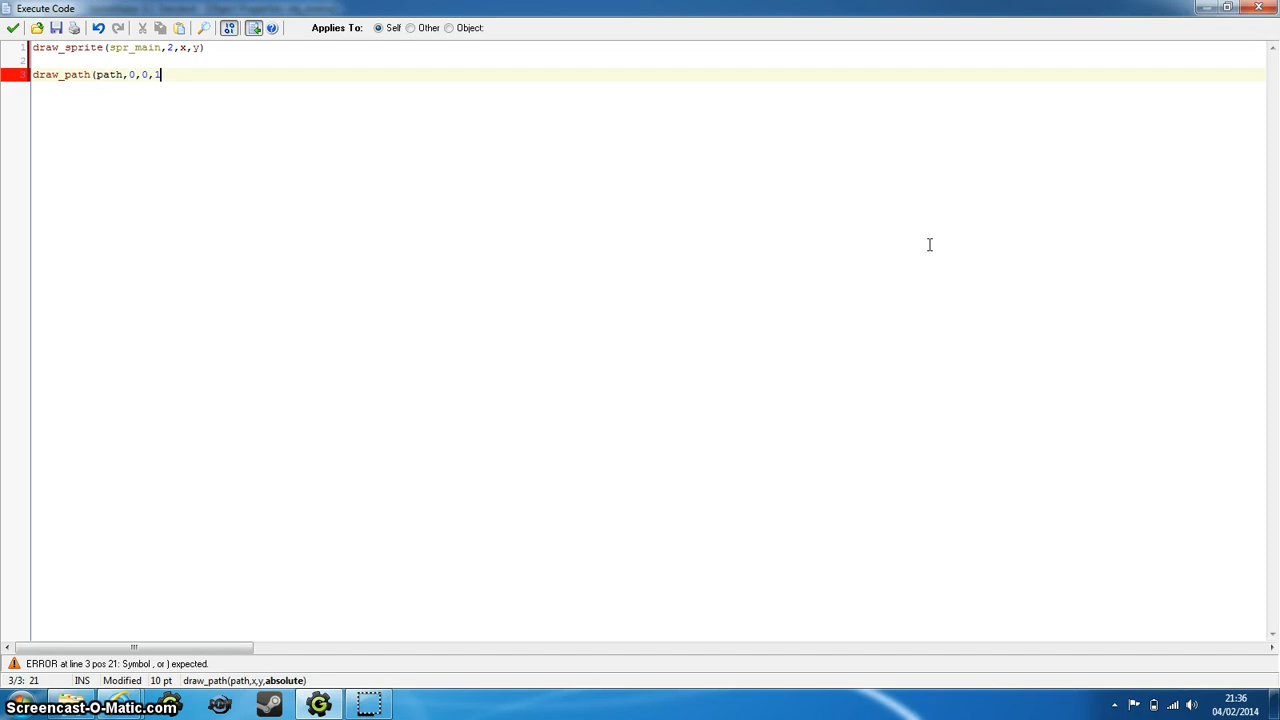 Execute Code
Applies To: Self Other Object:
1 draw_sprite(spr_main,2,x,y)
2
3 draw_path(path,0,0,1
ERROR at line 3 pos 21: Symbol , or ) expected.
3/3: 21 INS Modified 10 pt draw_path(path,x,y,absolute)
Screencast-O-Matic.com
21:36
04/02/2014